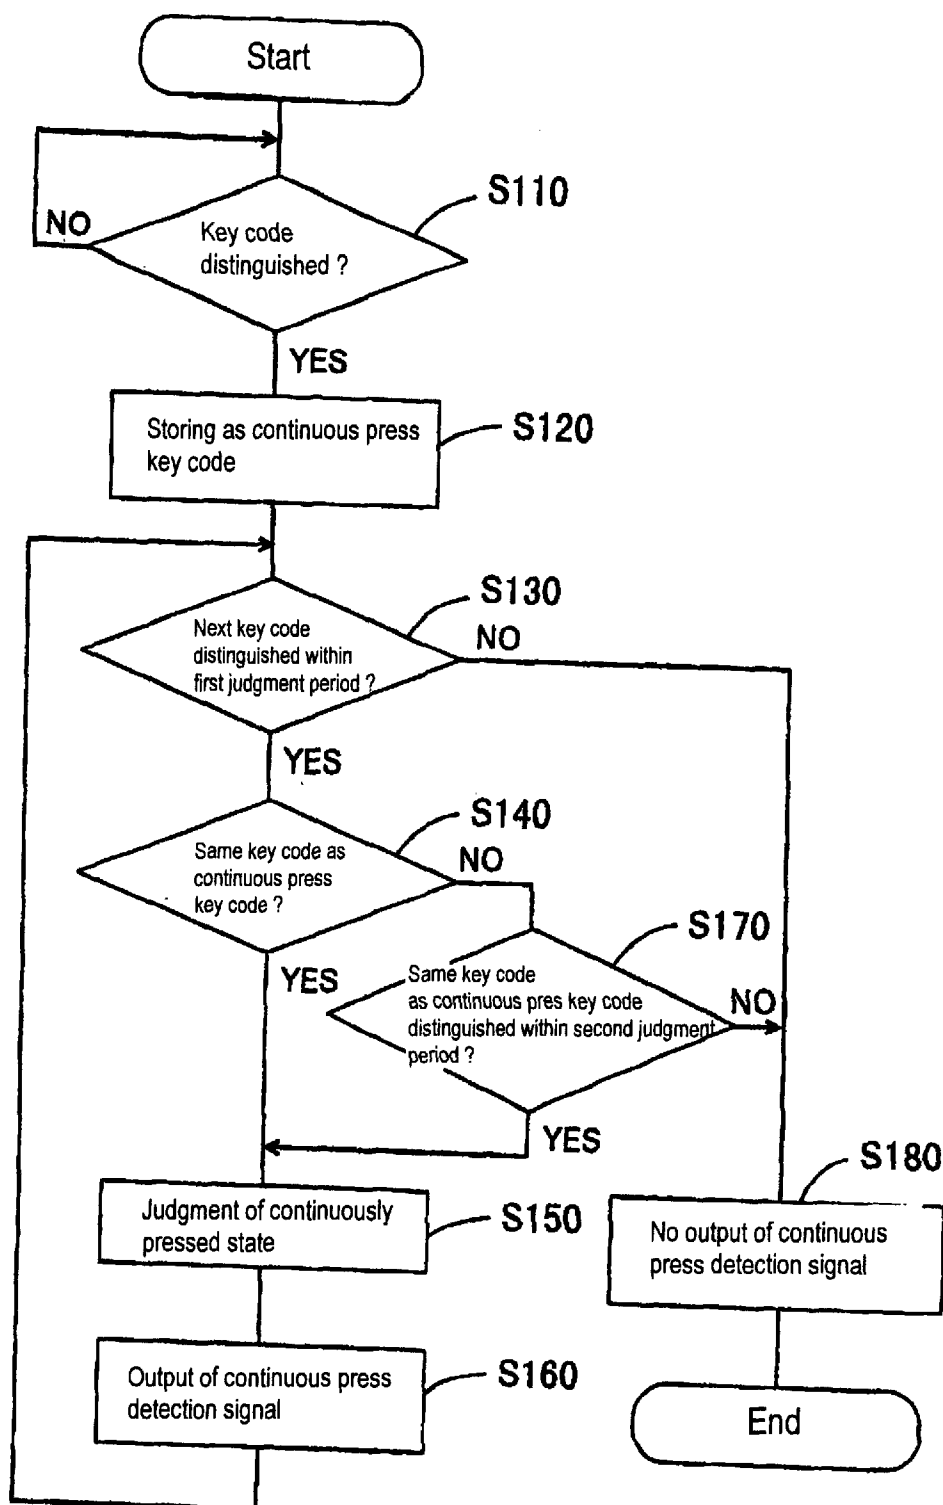 Start
S110
NO
Key code
distinguished ?
YES
Storing as continuous press
key code
S120
S130
Next key code
distinguished within
first judgment period ?
NO
YES
S140
Same key code as
continuous press
key code ?
NO
YES
S170
Same key code
as continuous pres key code
distinguished within second judgment
period ?
NO
YES
Judgment of continuously
pressed state
S150
S180
No output of continuous
press detection signal
Output of continuous press
detection signal
S160
End